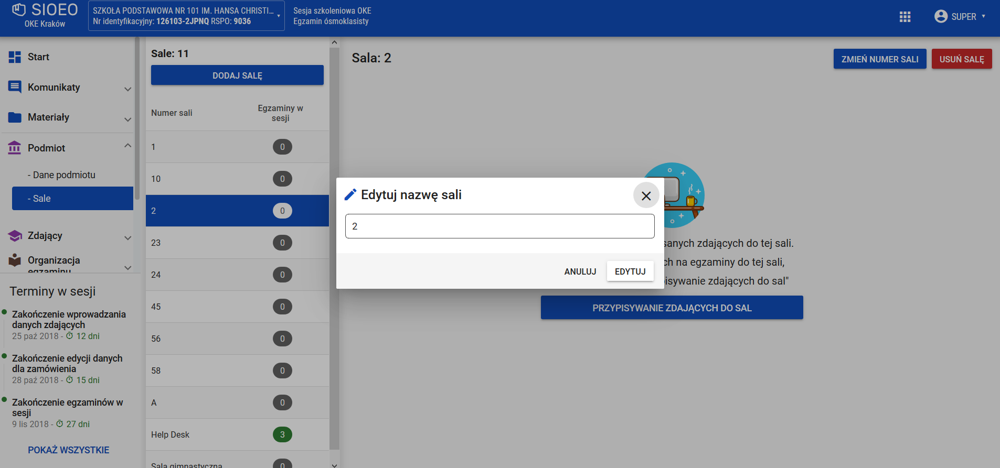 SIOEO
OKE Kraków
SZKOŁA PODSTAWOWA NR 101 IM. HANSA CHRISTI...
Nr identyfikacyjny: 126103-2JPNQ RSPO: 9036
Sesja szkoleniowa OKE
Egzamin ósmoklasisty
SUPER
Start
Komunikaty
Materiały
Podmiot
- Dane podmiotu
- Sale
Zdający
Organizacja
egzaminu
Terminy w sesji
Zakończenie wprowadzania
danych zdających
25 paź 2018 - 12 dni
Zakończenie edycji danych
dla zamówienia
28 paź 2018 - 15 dni
Zakończenie egzaminów w
sesji
9 lis 2018 - 27 dni
POKAŻ WSZYSTKIE
Sale: 11
DODAJ SALĘ
Numer sali
Egzaminy w
sesji
1 0
10 0
2 0
23 0
24 0
45 0
56 0
58 0
A 0
Help Desk 3
Sala gimnastyczna 0
Sala: 2
ZMIEŃ NUMER SALI
USUŃ SALĘ
Edytuj nazwę sali
2
ANULUJ
EDYTUJ
sanych zdających do tej sali.
ch na egzaminy do tej sali,
isywanie zdających do sal"
PRZYPISYWANIE ZDAJĄCYCH DO SAL